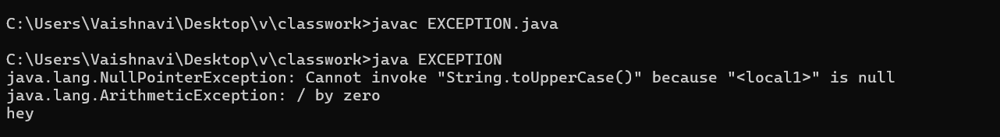 C:\Users\Vaishnavi\Desktop\v\classwork>javac EXCEPTION.java
C:\Users\Vaishnavi\Desktop\v\classwork>java EXCEPTION
java.lang.NullPointerException: Cannot invoke "String.toUpperCase()" because "<local1>" is null
java.lang.ArithmeticException: / by zero
hey